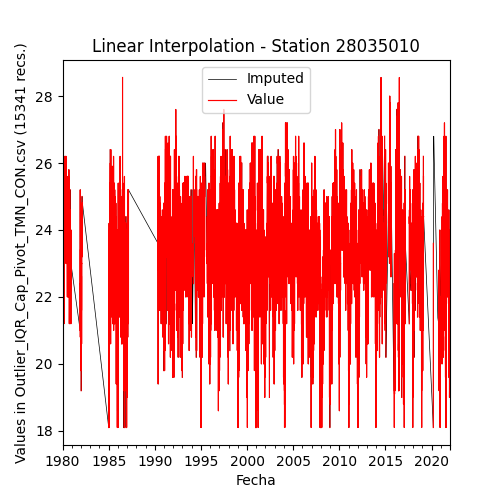 Linear Interpolation - Station 28035010
Values in Outlier_IQR_Cap_Pivot_TMN_CON.csv (15341 recs.)
Imputed
Value
28
26
24
22
20
18
1980 1985 1990 1995 2000 2005 2010 2015 2020
Fecha